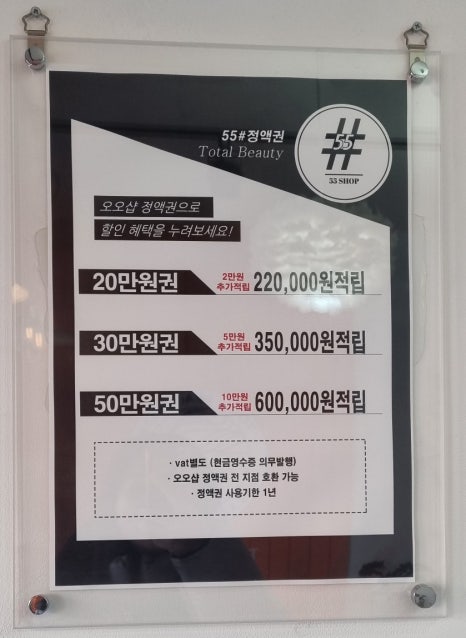 55#정액권
Total Beauty
#
55
55 SHOP
오오샵 정액권으로
할인 혜택을 누려보세요!
20만원권 2만원 추가적립 220,000원적립
30만원권 5만원 추가적립 350,000원적립
50만원권 10만원 추가적립 600,000원적립
· vat별도 (현금영수증 의무발행)
· 오오샵 정액권 전 지점 호환 가능
· 정액권 사용기한 1년